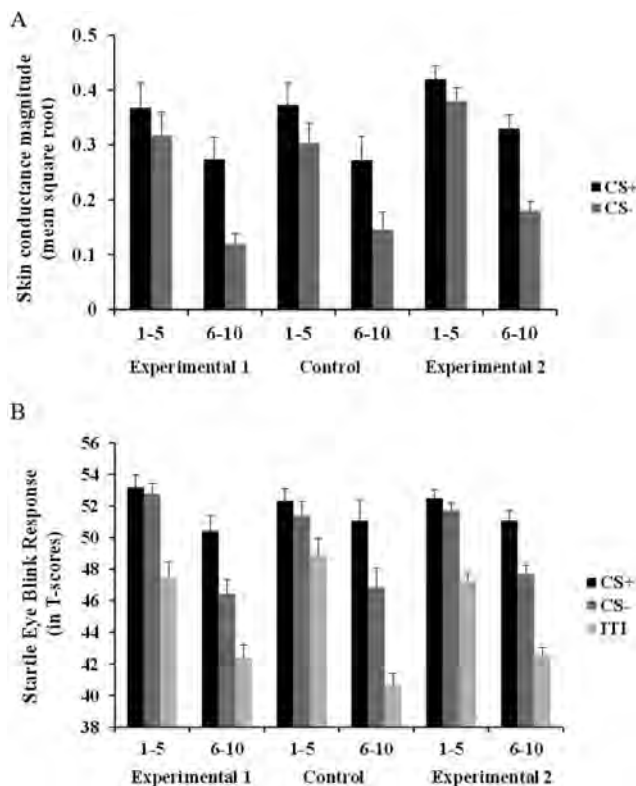 A
Skin conductance magnitude
(mean square root)
0.5
0.4
0.3
0.2
0.1
0
CS+
CS-
1-5 6-10 1-5 6-10 1-5 6-10
Experimental 1 Control Experimental 2
B
Startle Eye Blink Response
(in T-scores)
56
54
52
50
48
46
44
42
40
38
CS+
CS-
ITI
1-5 6-10 1-5 6-10 1-5 6-10
Experimental 1 Control Experimental 2